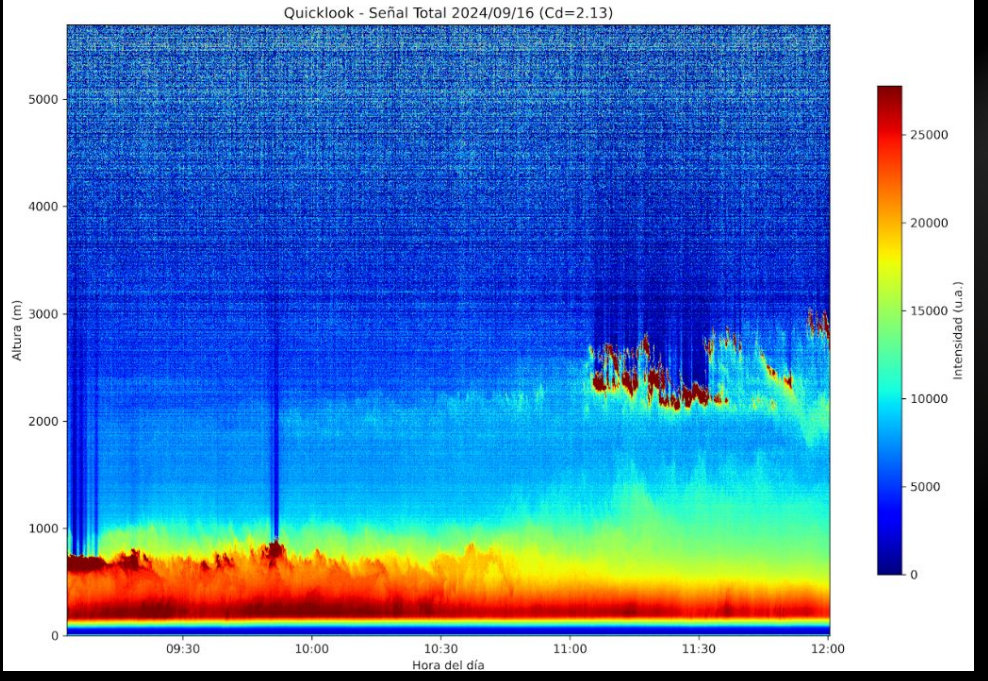 Quicklook - Señal Total 2024/09/16 (Cd=2.13)
Altura (m)
5000
4000
3000
2000
1000
0
09:30 10:00 10:30 11:00 11:30 12:00
Hora del día
25000
20000
15000
10000
5000
0
Intensidad (u.a.)